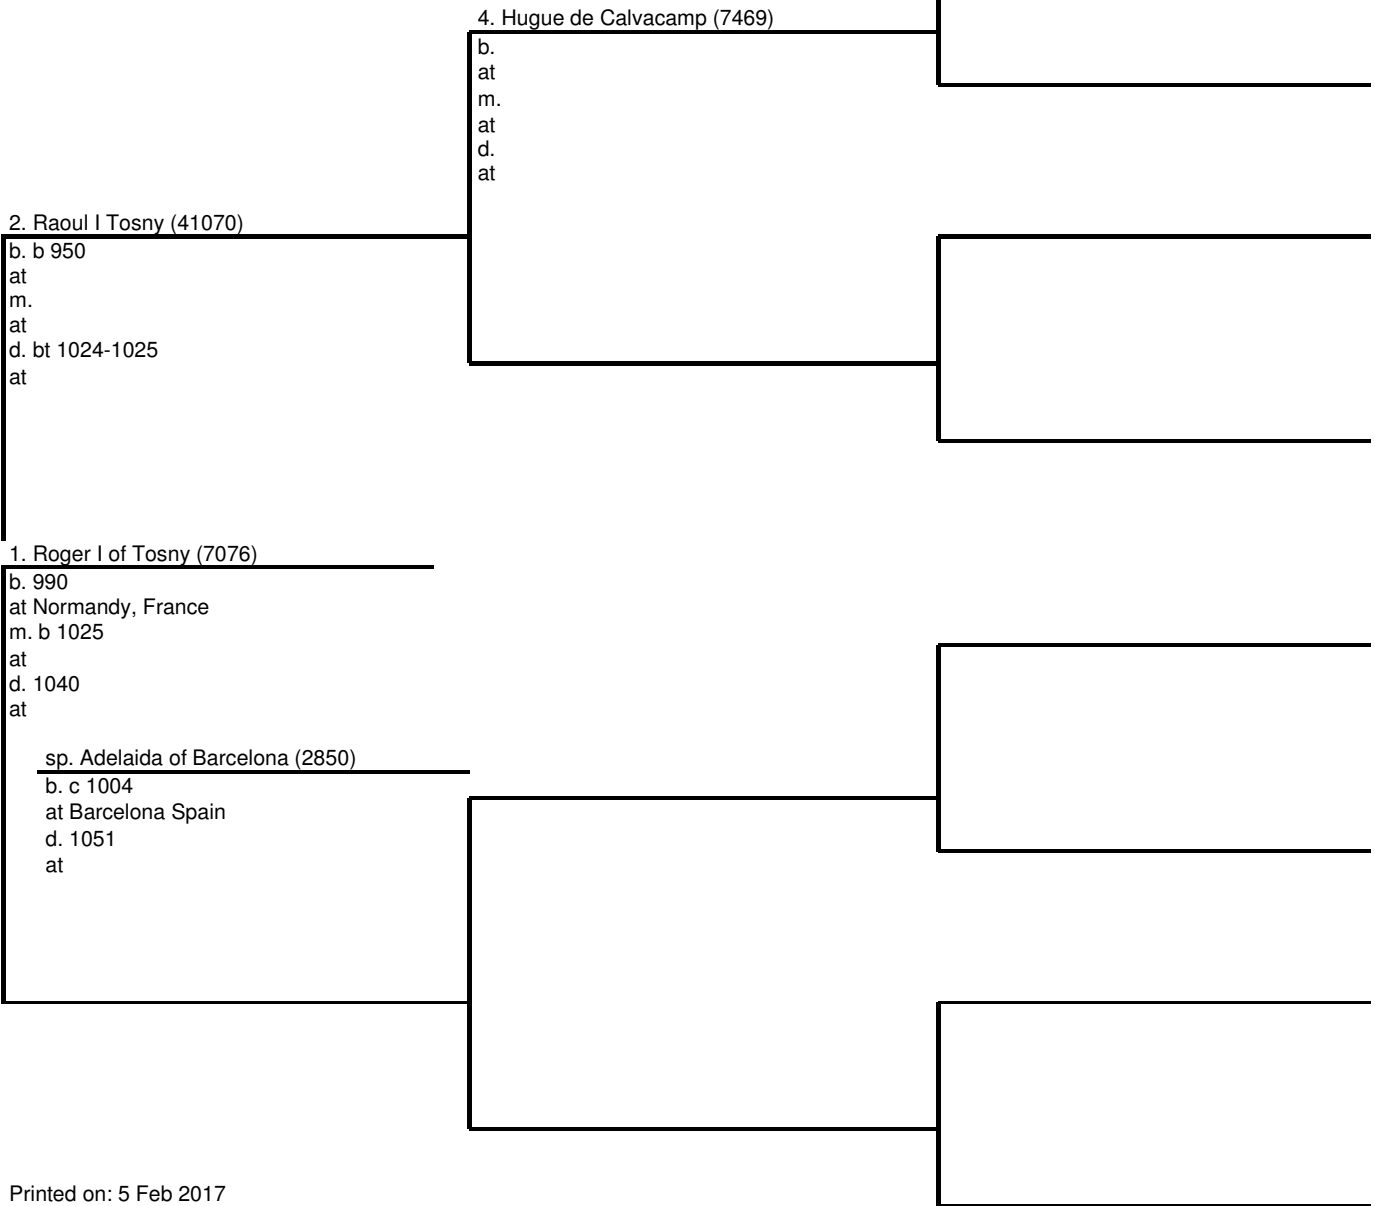 4. Hugue de Calvacamp (7469)
b.
at
m.
at
d.
at
2. Raoul I Tosny (41070)
b. b 950
at
m.
at
d. bt 1024-1025
at
1. Roger I of Tosny (7076)
b. 990
at Normandy, France
m. b 1025
at
d. 1040
at
sp. Adelaida of Barcelona (2850)
b. c 1004
at Barcelona Spain
d. 1051
at
Printed on: 5 Feb 2017